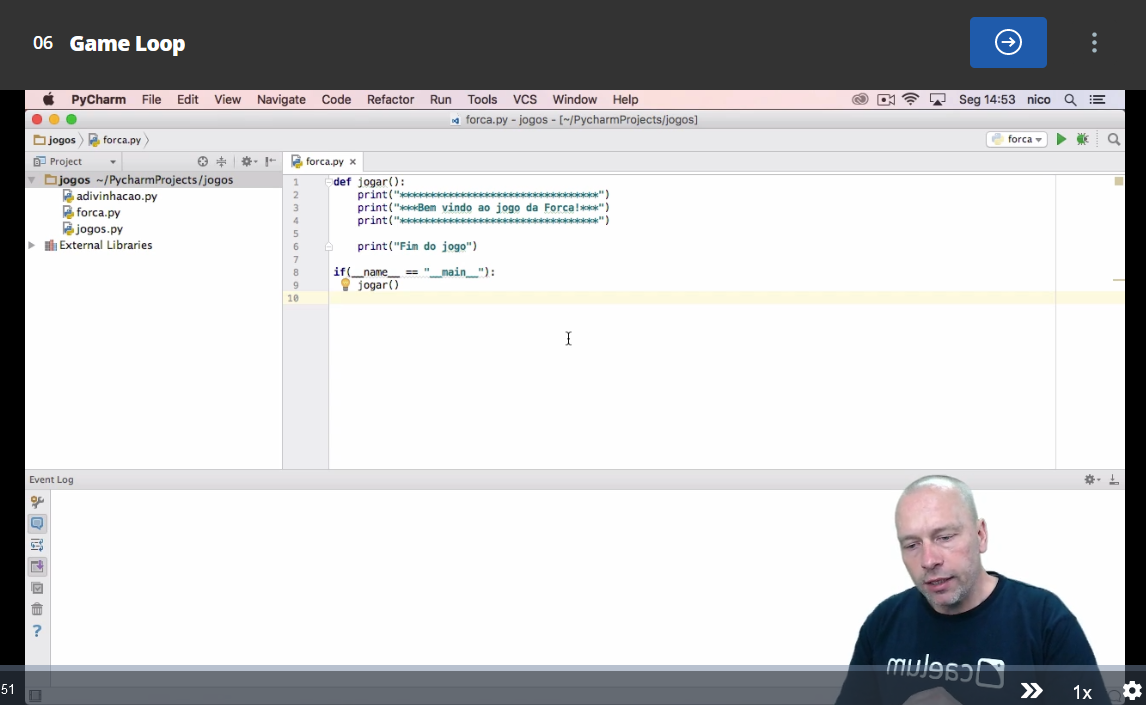 06 Game Loop
PyCharm File Edit View Navigate Code Refactor Run Tools VCS Window Help Seg 14:53 nico
forca.py - jogos - [~/PycharmProjects/jogos]
jogos forca.py forca
Project forca.py
jogos ~/PycharmProjects/jogos
adivinhacao.py
forca.py
jogos.py
External Libraries
1 def jogar():
2 print("*********************************")
3 print("***Bem vindo ao jogo da Forca!***")
4 print("*********************************")
5
6 print("Fim do jogo")
7
8 if(__name__ == "__main__"):
9 jogar()
10
Event Log
?
caelum
51 1x